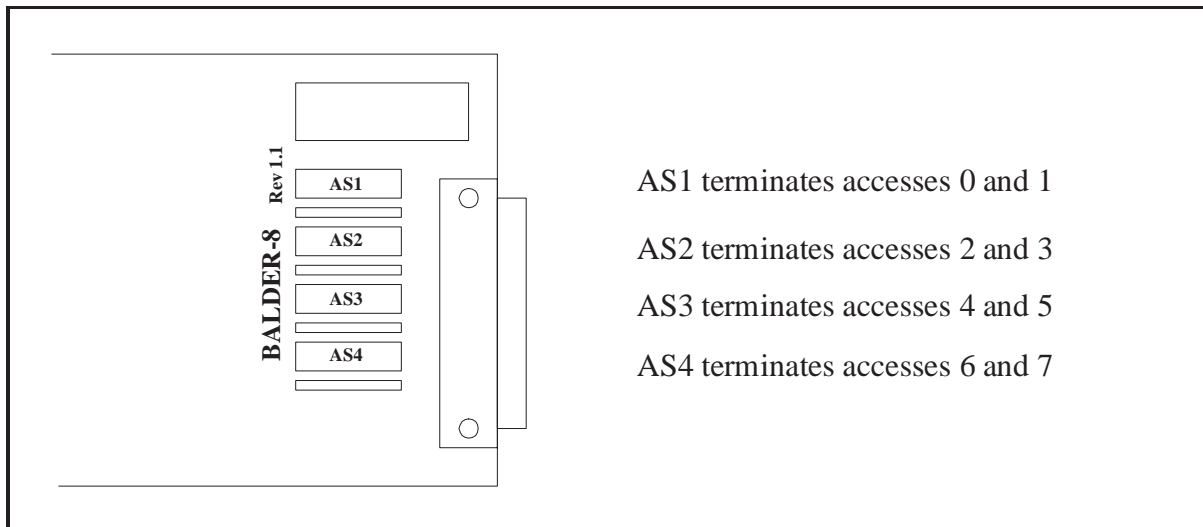 BALDER-8 Rev 1.1
AS1
AS2
AS3
AS4
AS1 terminates accesses 0 and 1
AS2 terminates accesses 2 and 3
AS3 terminates accesses 4 and 5
AS4 terminates accesses 6 and 7